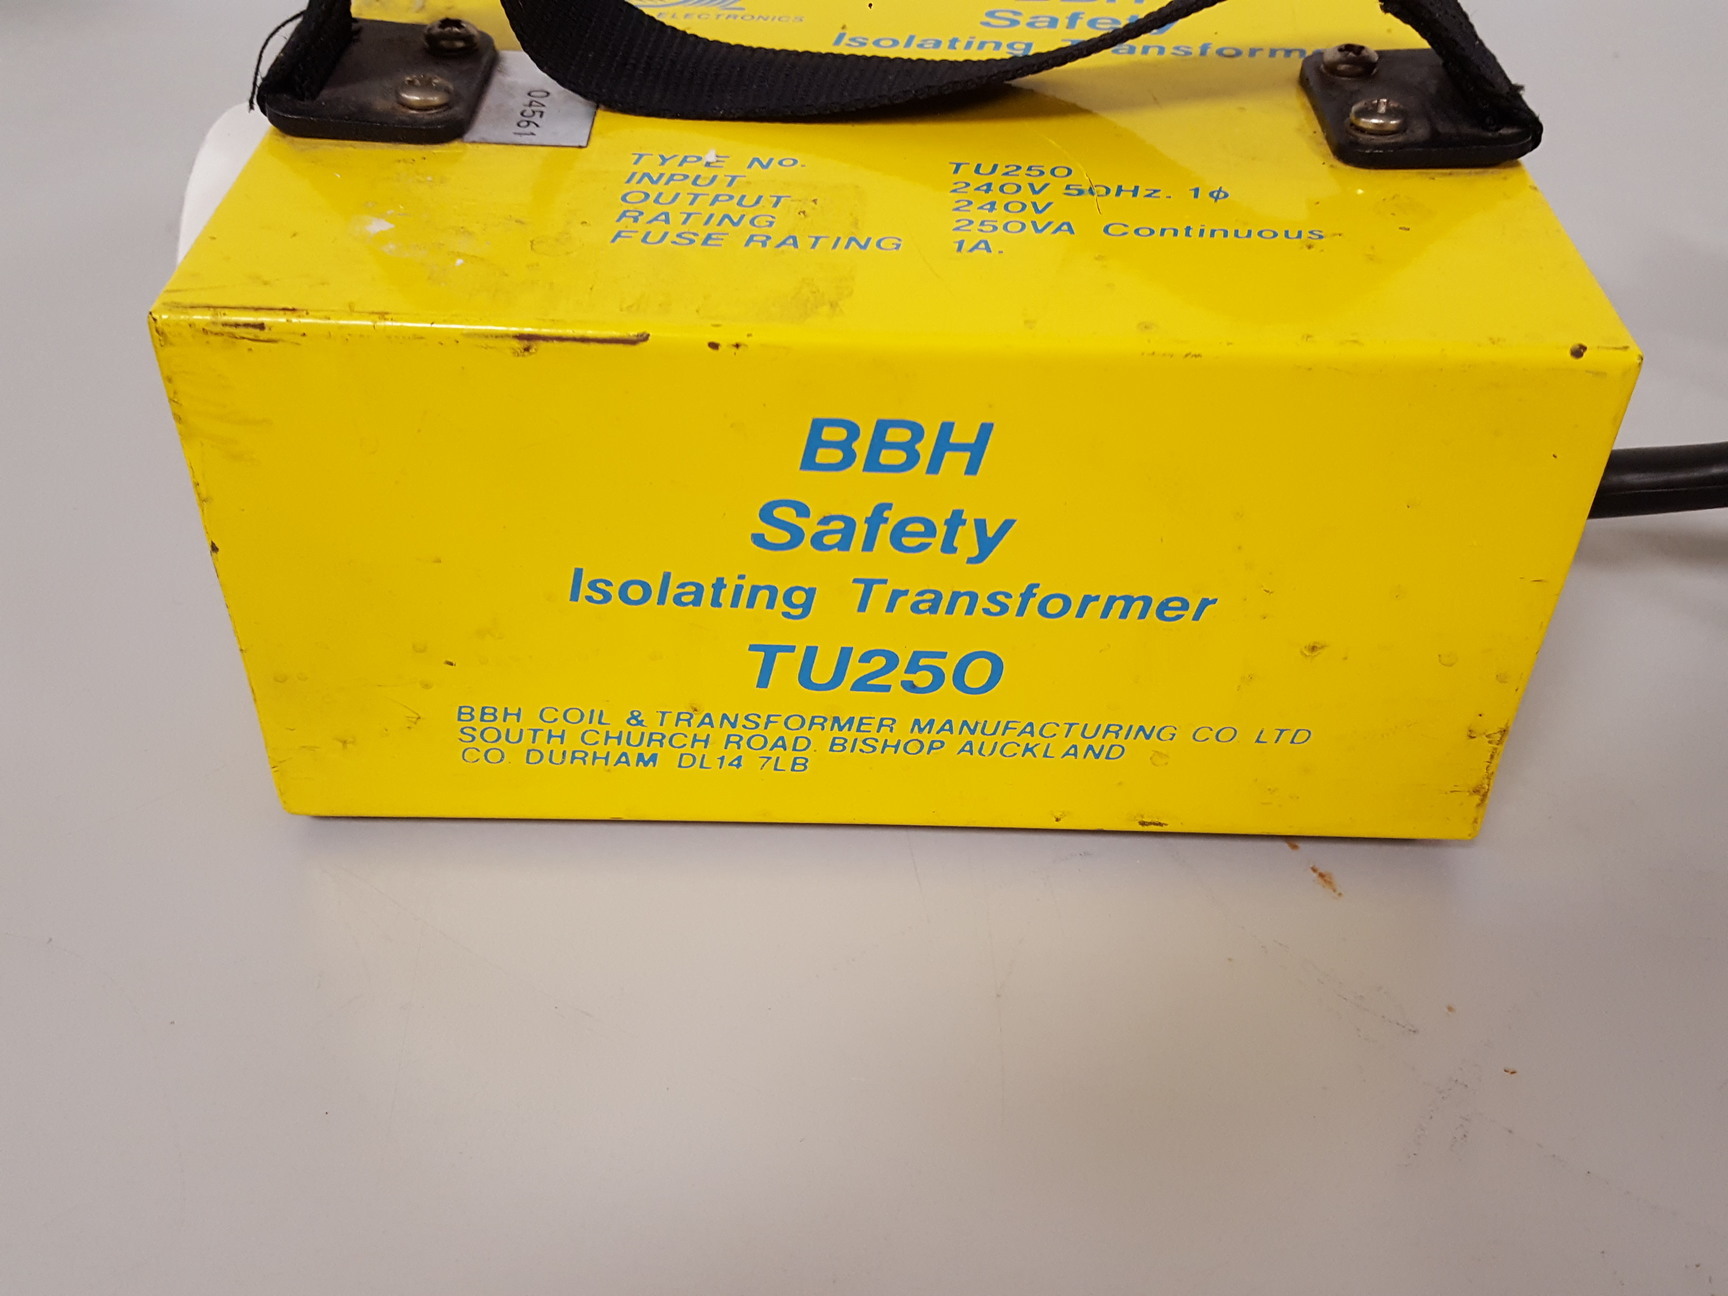 ELECTRONICS
Safety
Isolating Transform
04561
TYPE No. TU250
INPUT 240V 50Hz. 1ϕ
OUTPUT 240V
RATING 250VA Continuous
FUSE RATING 1A.
BBH
Safety
Isolating Transformer
TU250
BBH COIL & TRANSFORMER MANUFACTURING CO. LTD
SOUTH CHURCH ROAD. BISHOP AUCKLAND
CO. DURHAM DL14 7LB